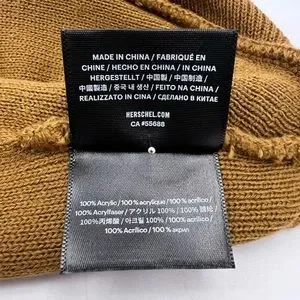 MADE IN CHINA / FABRIQUÉ EN
CHINE / HECHO EN CHINA / IN CHINA
HERGESTELLT / 中国製 / 中国制造 /
中國製造 / 중국 내 생산 / FEITO NA CHINA /
REALIZZATO IN CINA / СДЕЛАНО В КИТАЕ
HERSCHEL.COM
CA #55688
100% Acrylic / 100% acrylique / 100% acrílico /
100% Acrylfaser / アクリル 100% / 100% 腈纶 /
100% 丙烯酸 / 아크릴 100% / 100% acrílico /
100% Acrilico / 100% акрил